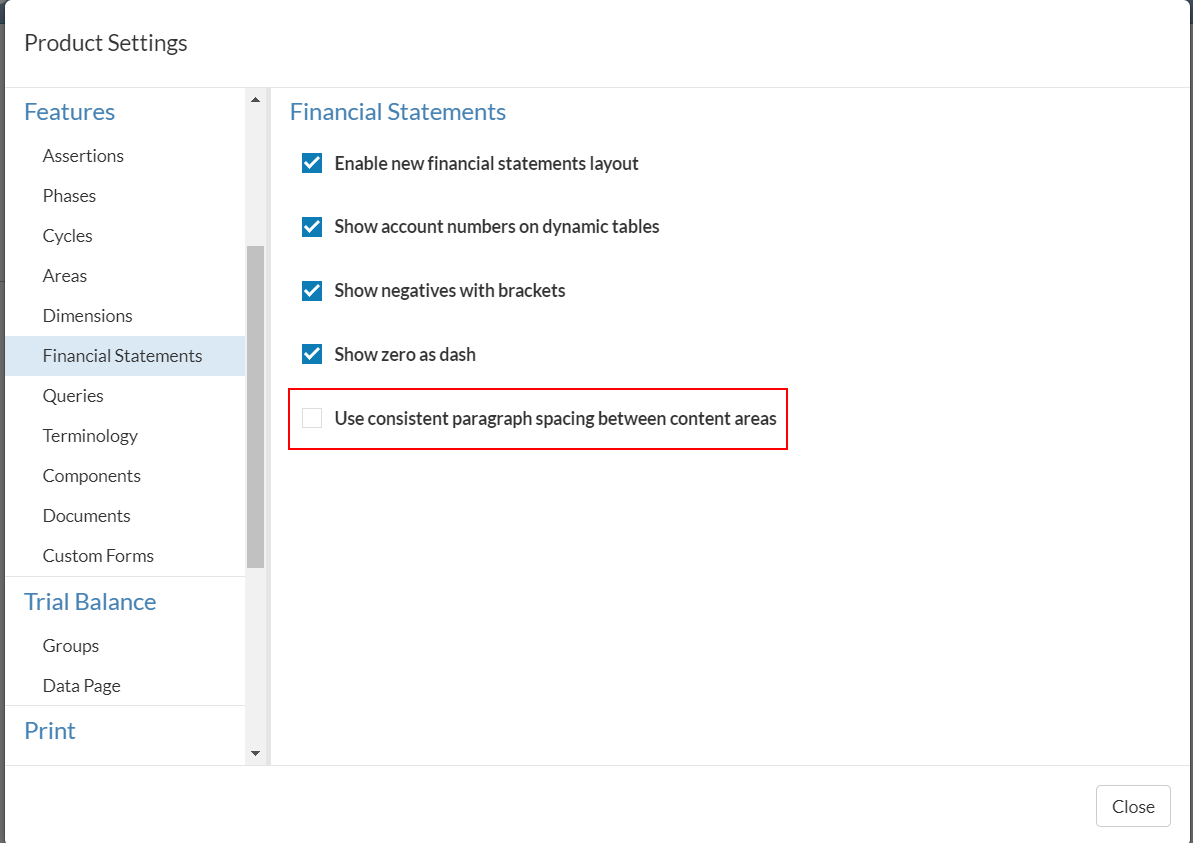 Product Settings
Features
Assertions
Phases
Cycles
Areas
Dimensions
Financial Statements
Queries
Terminology
Components
Documents
Custom Forms
Trial Balance
Groups
Data Page
Print
Financial Statements
Enable new financial statements layout
Show account numbers on dynamic tables
Show negatives with brackets
Show zero as dash
Use consistent paragraph spacing between content areas
Close